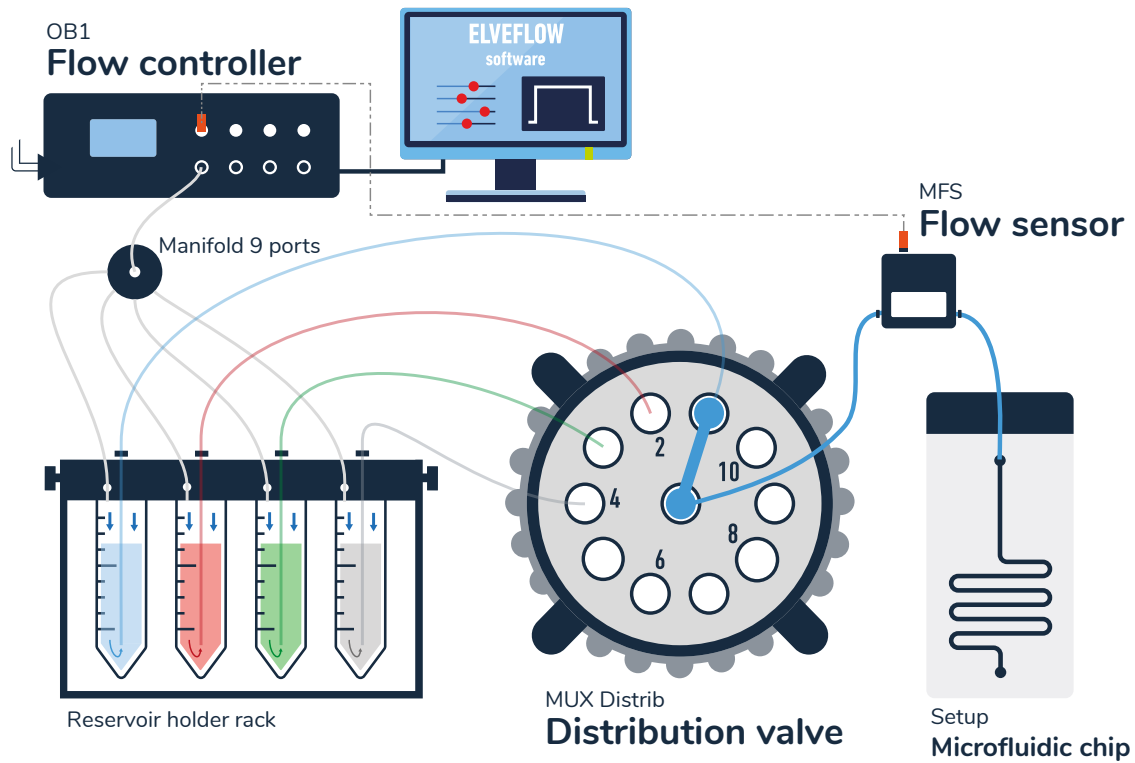 OB1
Flow controller
ELVEFLOW
software
MFS
Flow sensor
Manifold 9 ports
2
10
4
8
6
Reservoir holder rack
MUX Distrib
Distribution valve
Setup
Microfluidic chip